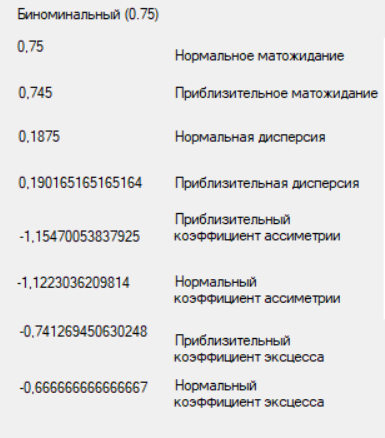 Биноминальный (0.75)
0,75
Нормальное матожидание
0,745
Приблизительное матожидание
0,1875
Нормальная дисперсия
0,190165165165164
Приблизительная дисперсия
-1,15470053837925
Приблизительный
коэффициент ассиметрии
-1,1223036209814
Нормальный
коэффициент ассиметрии
-0,741269450630248
Приблизительный
коэффициент эксцесса
-0,666666666666667
Нормальный
коэффициент эксцесса